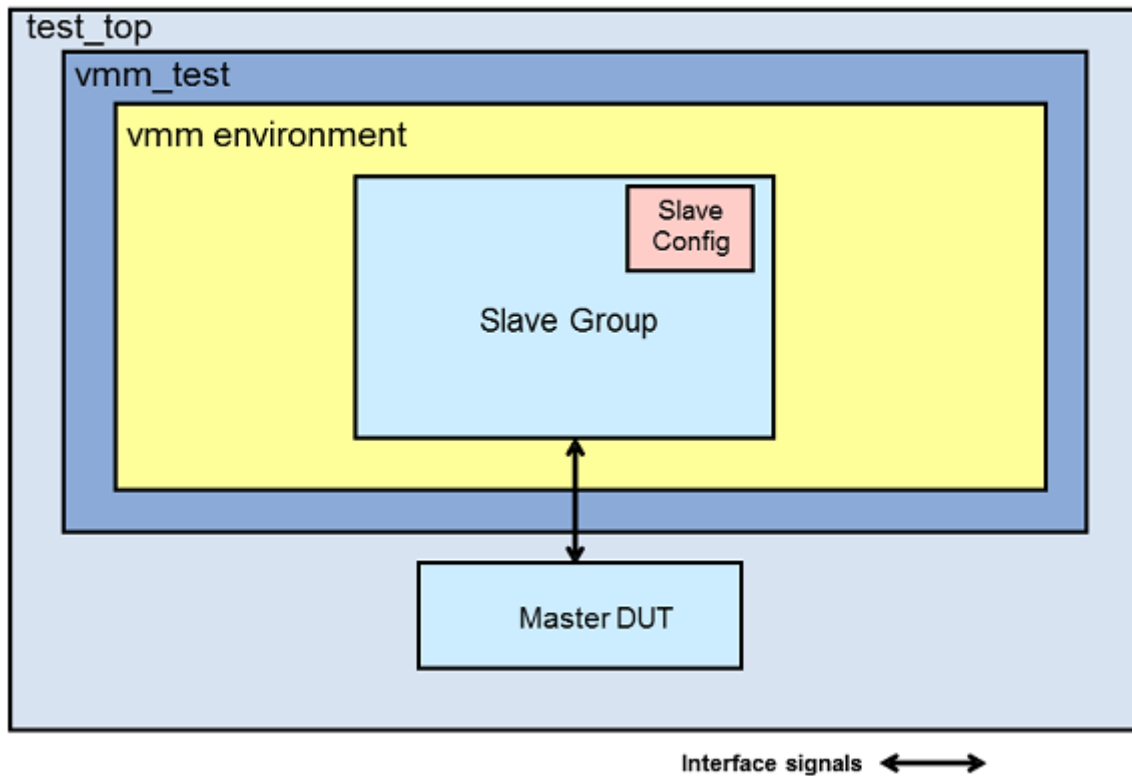 test_top
vmm_test
vmm environment
Slave
Config
Slave Group
Master DUT
Interface signals